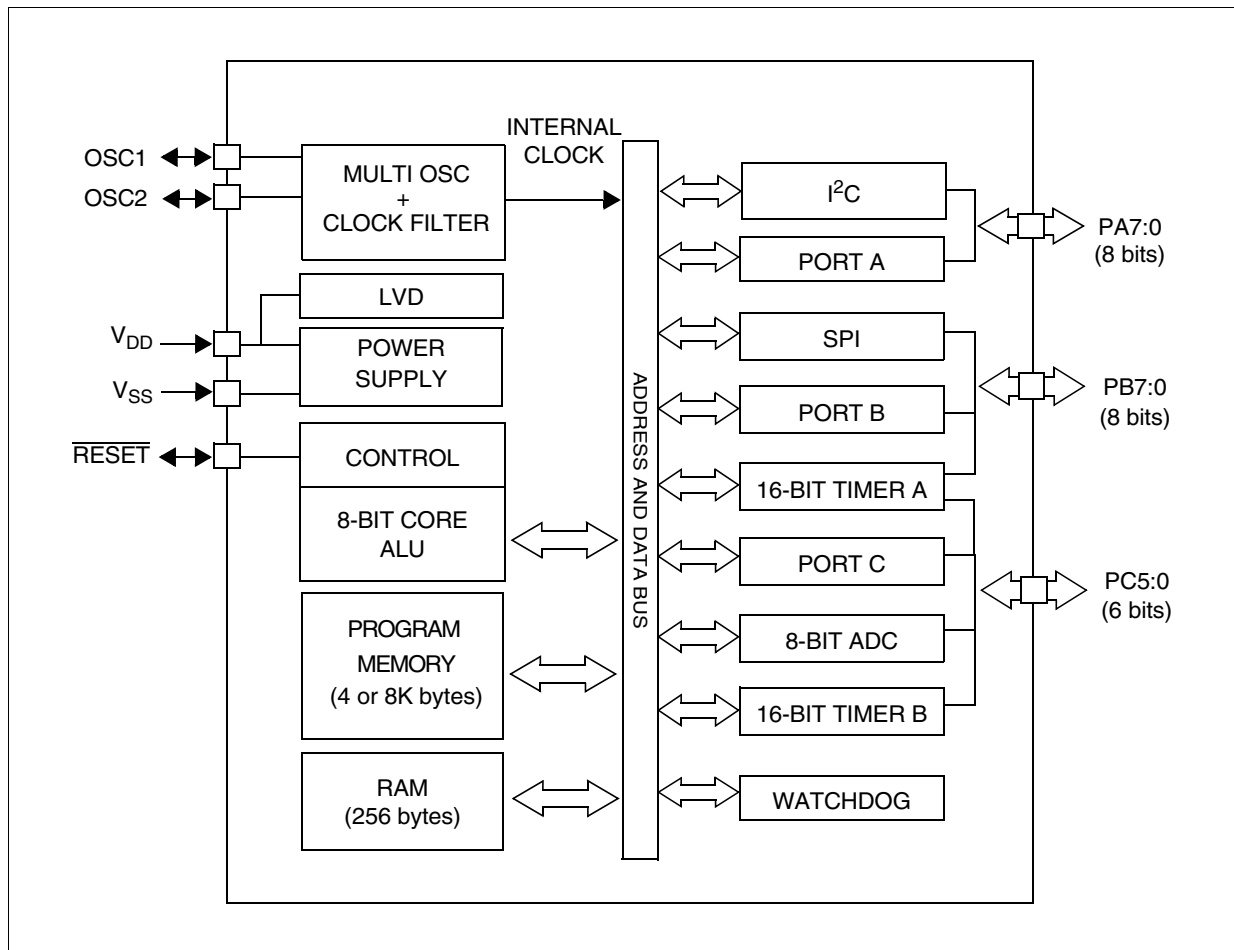 OSC1
OSC2
V_DD
V_SS
RESET
MULTI OSC
+
CLOCK FILTER
LVD
POWER
SUPPLY
CONTROL
8-BIT CORE
ALU
PROGRAM
MEMORY
(4 or 8K bytes)
RAM
(256 bytes)
INTERNAL
CLOCK
ADDRESS AND DATA BUS
I²C
PORT A
SPI
PORT B
16-BIT TIMER A
PORT C
8-BIT ADC
16-BIT TIMER B
WATCHDOG
PA7:0
(8 bits)
PB7:0
(8 bits)
PC5:0
(6 bits)